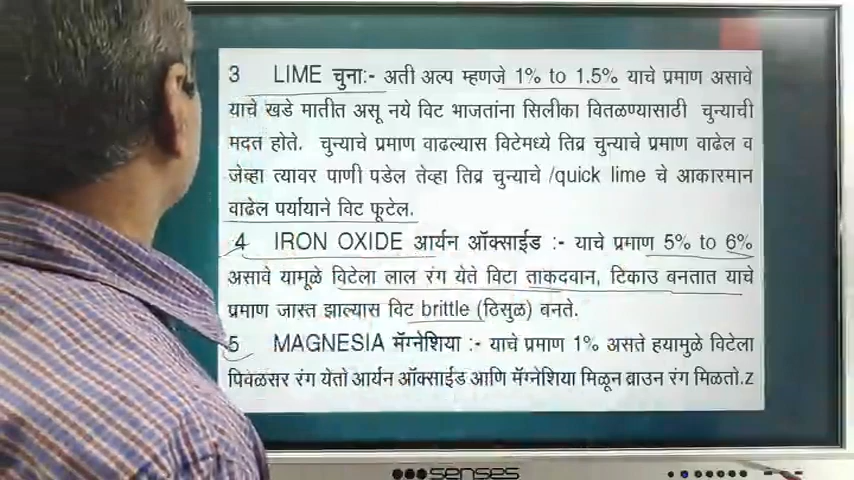 3 LIME चुना:- अती अल्प म्हणजे 1% to 1.5% याचे प्रमाण असावे
याचे खडे मातीत असू नये विट भाजतांना सिलीका वितळण्यासाठी चुन्याची
मदत होते. चुन्याचे प्रमाण वाढल्यास विटेमध्ये तिव्र चुन्याचे प्रमाण वाढेल व
जेव्हा त्यावर पाणी पडेल तेव्हा तिव्र चुन्याचे /quick lime चे आकारमान
वाढेल पर्यायाने विट फूटेल.
4 IRON OXIDE आर्यन ऑक्साईड :- याचे प्रमाण 5% to 6%
असावे यामूळे विटेला लाल रंग येते विटा ताकदवान, टिकाउ बनतात याचे
प्रमाण जास्त झाल्यास विट brittle (ठिसुळ) बनते.
5 MAGNESIA मॅग्नेशिया :- याचे प्रमाण 1% असते हयामुळे विटेला
पिवळसर रंग येतो आर्यन ऑक्साईड आणि मॅग्नेशिया मिळून ब्राउन रंग मिळतो.z
senses